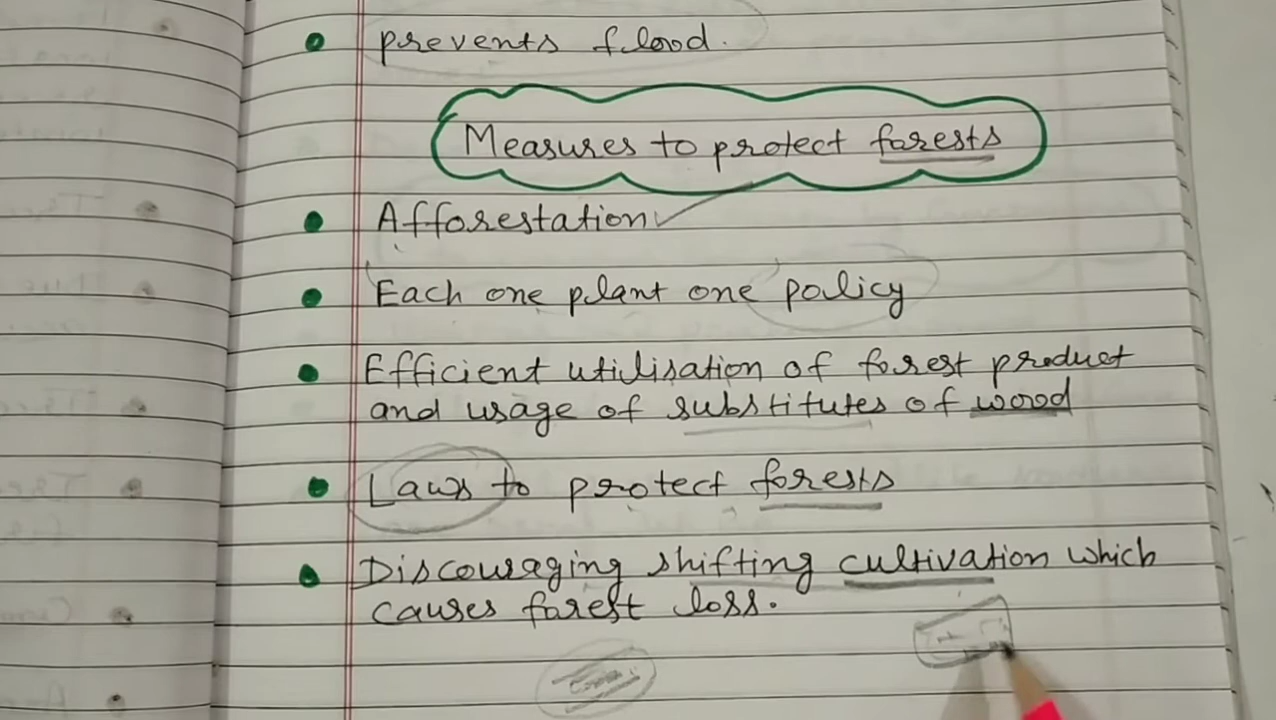 prevents flood.
Measures to protect forests
Afforestation
Each one plant one policy
Efficient utilisation of forest product
and usage of substitutes of wood
Laws to protect forests
Discouraging shifting cultivation which
causes forest loss.